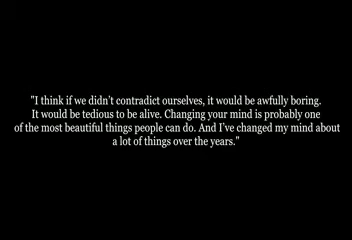 "I think if we didn't contradict ourselves, it would be awfully boring.
It would be tedious to be alive. Changing your mind is probably one
of the most beautiful things people can do. And I've changed my mind about
a lot of things over the years."